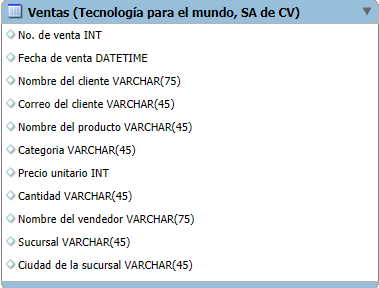 Ventas (Tecnología para el mundo, SA de CV)
No. de venta INT
Fecha de venta DATETIME
Nombre del cliente VARCHAR(75)
Correo del cliente VARCHAR(45)
Nombre del producto VARCHAR(45)
Categoria VARCHAR(45)
Precio unitario INT
Cantidad VARCHAR(45)
Nombre del vendedor VARCHAR(75)
Sucursal VARCHAR(45)
Ciudad de la sucursal VARCHAR(45)